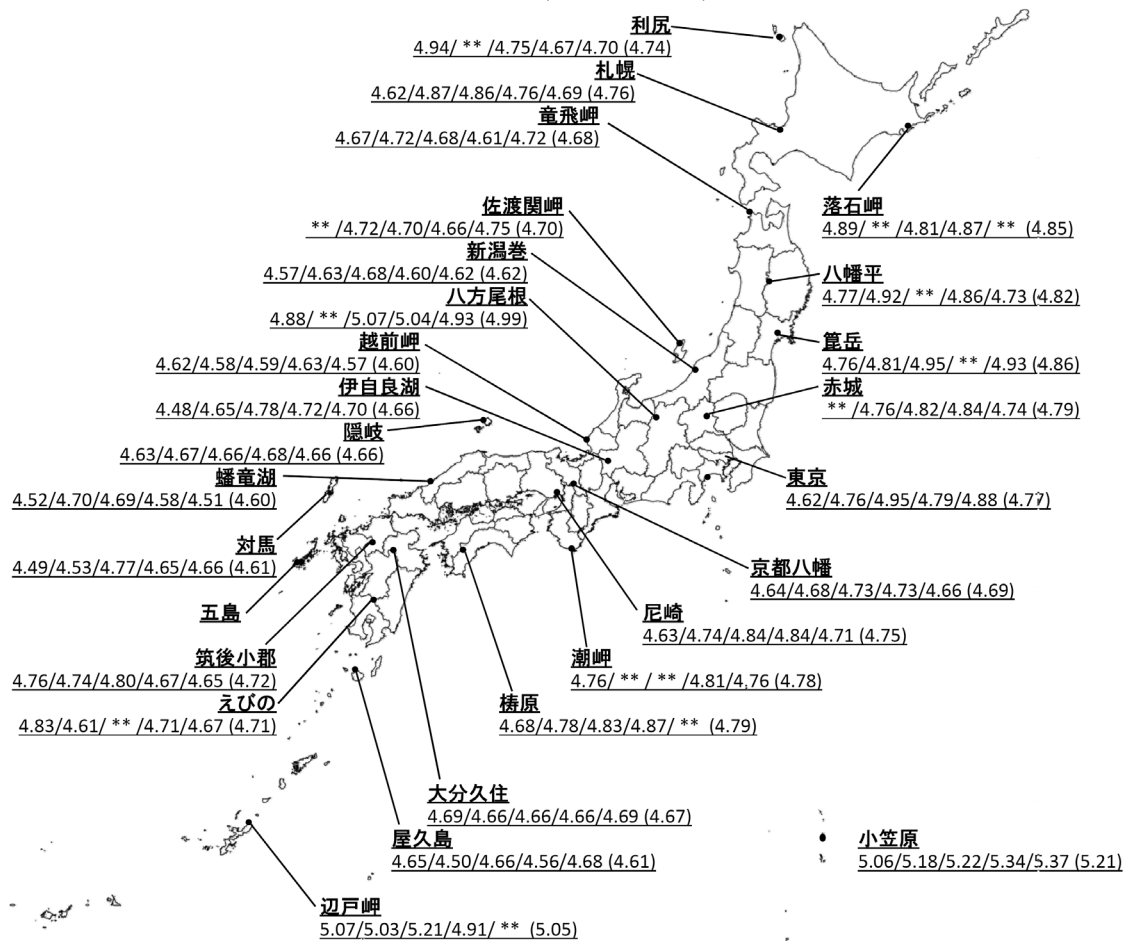 利尻
4.94/ ** /4.75/4.67/4.70 (4.74)
札幌
4.62/4.87/4.86/4.76/4.69 (4.76)
竜飛岬
4.67/4.72/4.68/4.61/4.72 (4.68)
落石岬
4.89/ ** /4.81/4.87/ ** (4.85)
佐渡関岬
** /4.72/4.70/4.66/4.75 (4.70)
新潟巻
4.57/4.63/4.68/4.60/4.62 (4.62)
八幡平
4.77/4.92/ ** /4.86/4.73 (4.82)
八方尾根
4.88/ ** /5.07/5.04/4.93 (4.99)
越前岬
4.62/4.58/4.59/4.63/4.57 (4.60)
箟岳
4.76/4.81/4.95/ ** /4.93 (4.86)
伊自良湖
4.48/4.65/4.78/4.72/4.70 (4.66)
赤城
** /4.76/4.82/4.84/4.74 (4.79)
隠岐
4.63/4.67/4.66/4.68/4.66 (4.66)
蟠竜湖
4.52/4.70/4.69/4.58/4.51 (4.60)
東京
4.62/4.76/4.95/4.79/4.88 (4.77)
対馬
4.49/4.53/4.77/4.65/4.66 (4.61)
京都八幡
4.64/4.68/4.73/4.73/4.66 (4.69)
五島
尼崎
4.63/4.74/4.84/4.84/4.71 (4.75)
筑後小郡
4.76/4.74/4.80/4.67/4.65 (4.72)
潮岬
4.76/ ** / ** /4.81/4.76 (4.78)
えびの
4.83/4.61/ ** /4.71/4.67 (4.71)
梼原
4.68/4.78/4.83/4.87/ ** (4.79)
大分久住
4.69/4.66/4.66/4.66/4.69 (4.67)
屋久島
4.65/4.50/4.66/4.56/4.68 (4.61)
小笠原
5.06/5.18/5.22/5.34/5.37 (5.21)
辺戸岬
5.07/5.03/5.21/4.91/ ** (5.05)